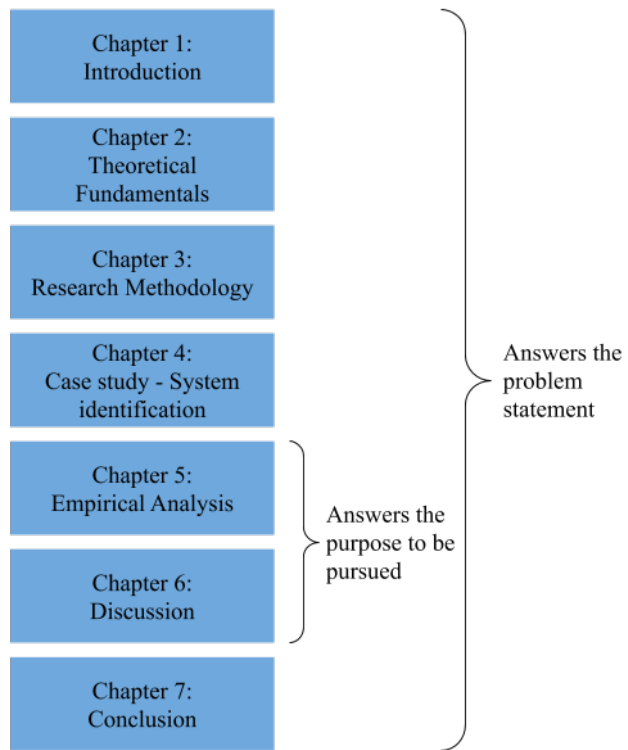 Chapter 1:
Introduction
Chapter 2:
Theoretical
Fundamentals
Chapter 3:
Research Methodology
Chapter 4:
Case study - System
identification
Chapter 5:
Empirical Analysis
Chapter 6:
Discussion
Chapter 7:
Conclusion
Answers the
purpose to be
pursued
Answers the
problem
statement